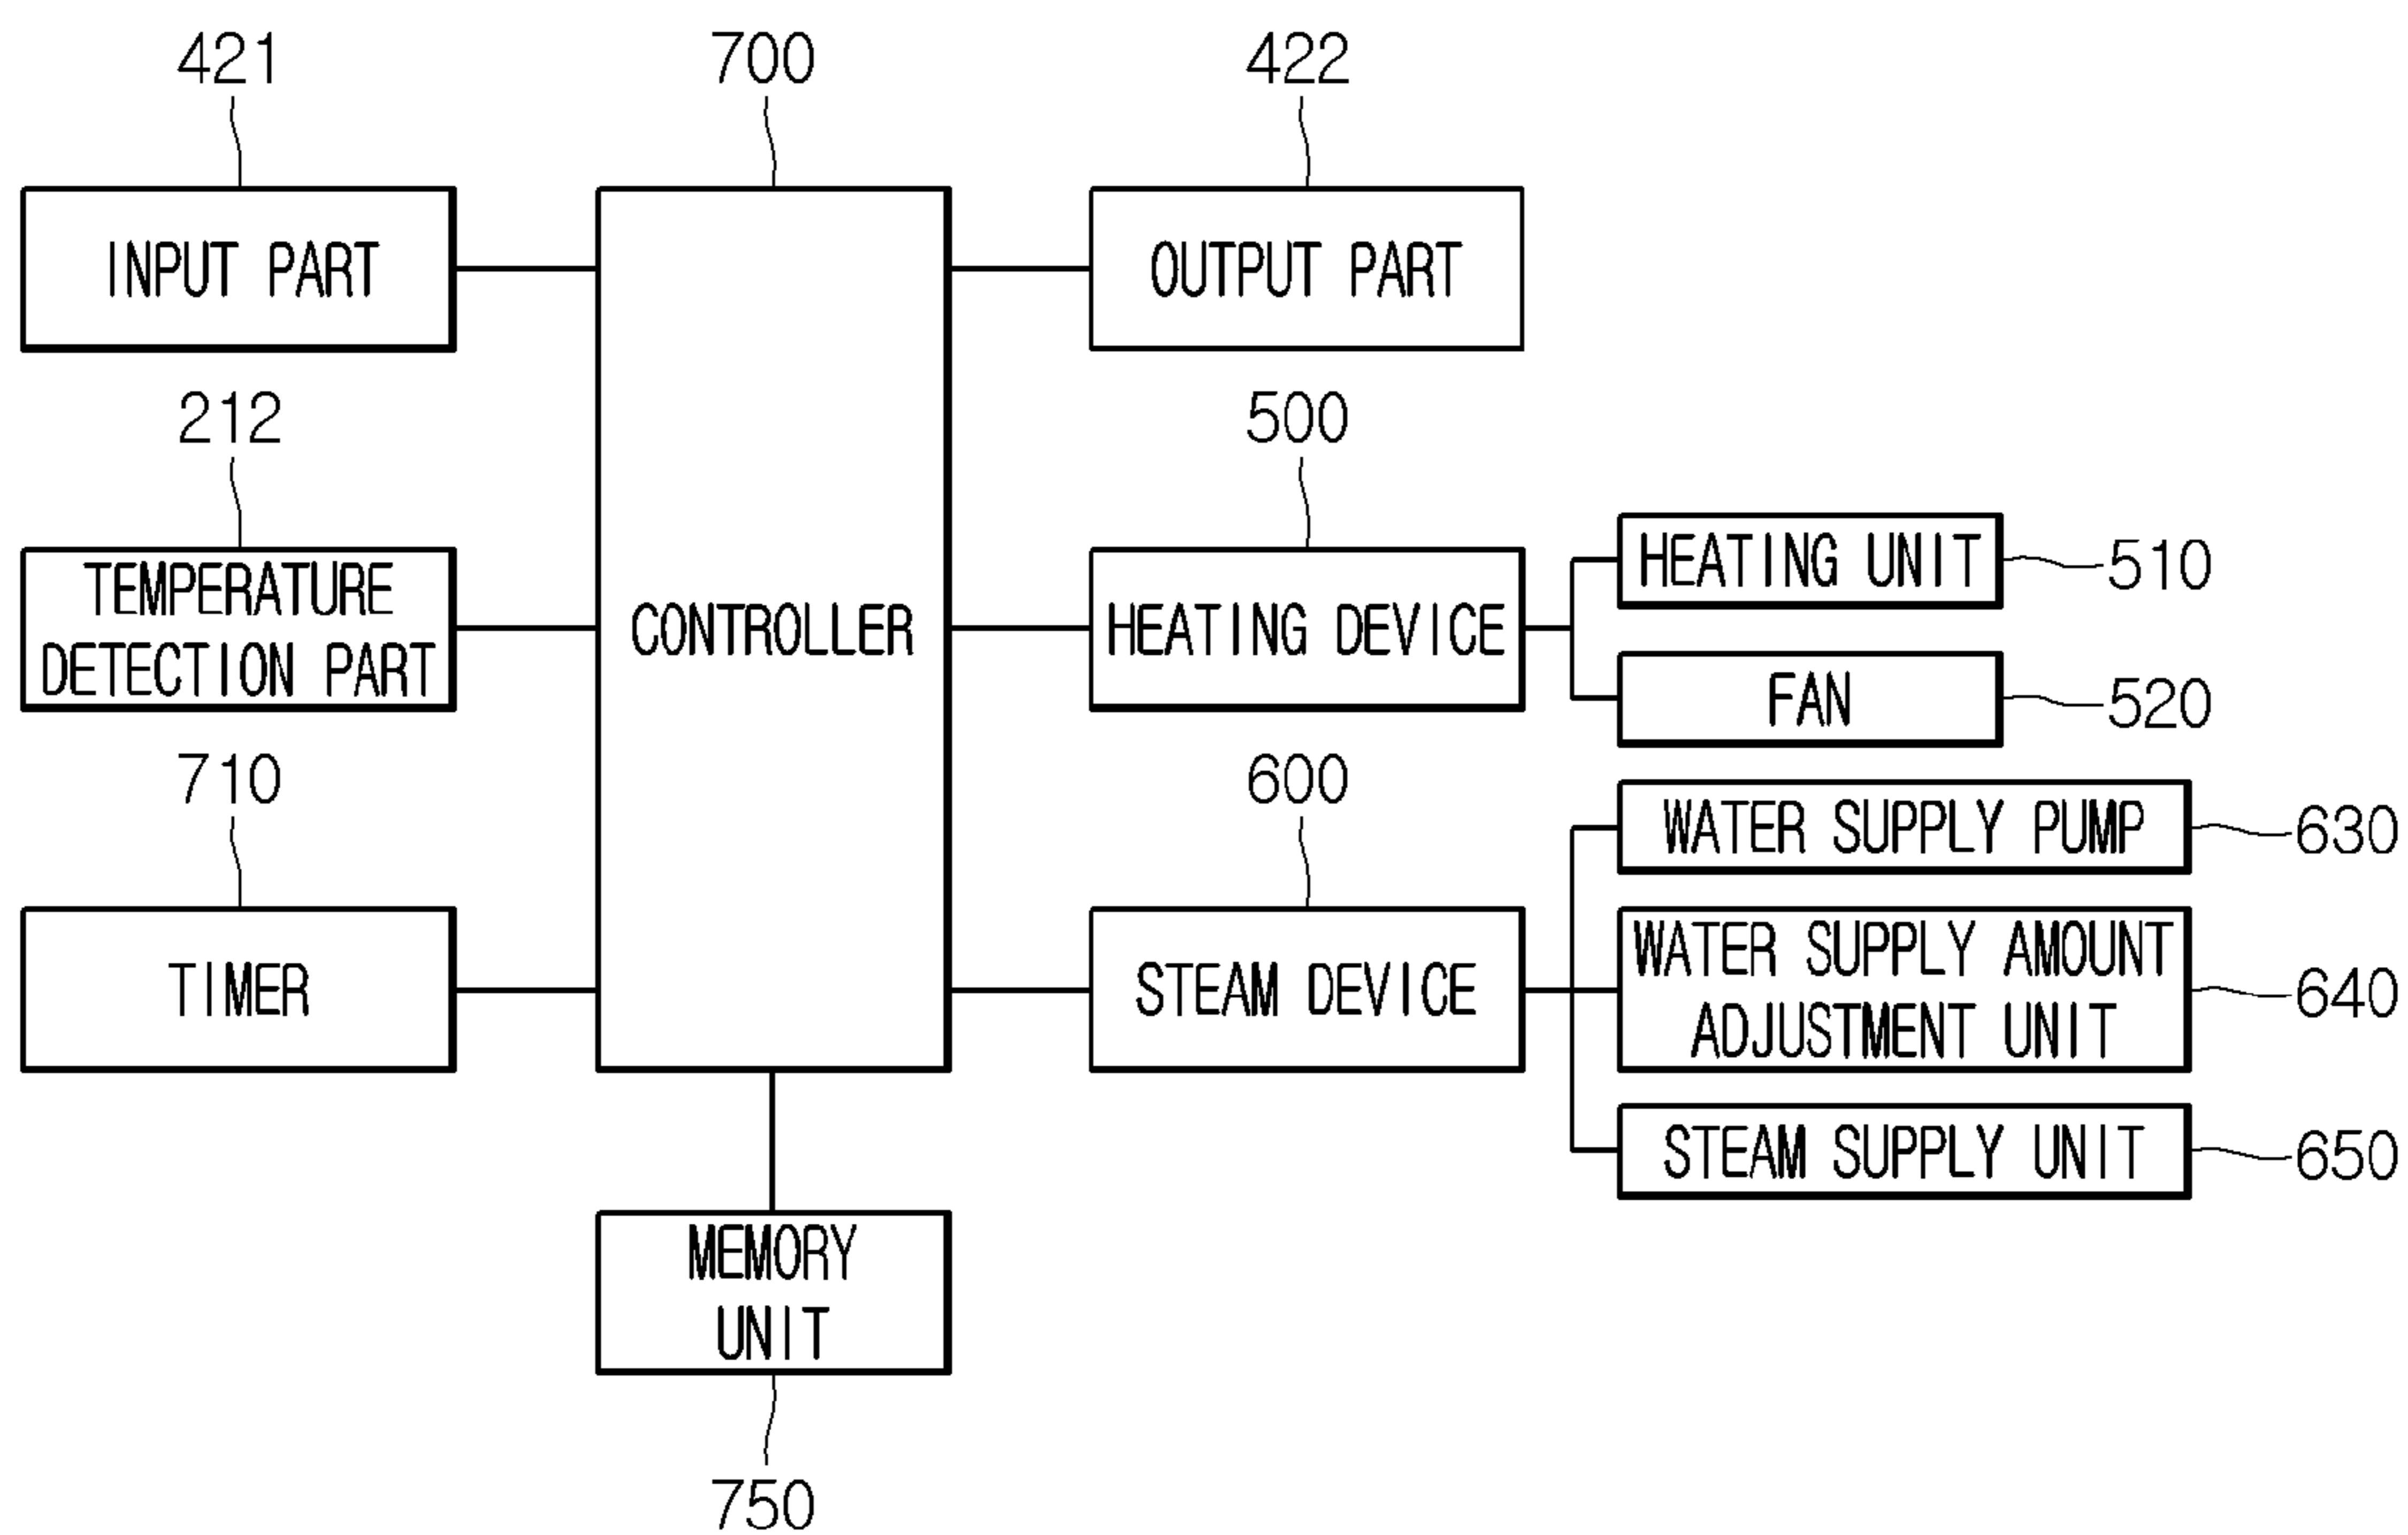 421
700
422
INPUT PART
OUTPUT PART
212
500
TEMPERATURE
DETECTION PART
CONTROLLER
HEATING DEVICE
HEATING UNIT
510
FAN
520
710
600
TIMER
STEAM DEVICE
WATER SUPPLY PUMP
630
WATER SUPPLY AMOUNT
ADJUSTMENT UNIT
640
STEAM SUPPLY UNIT
650
MEMORY
UNIT
750